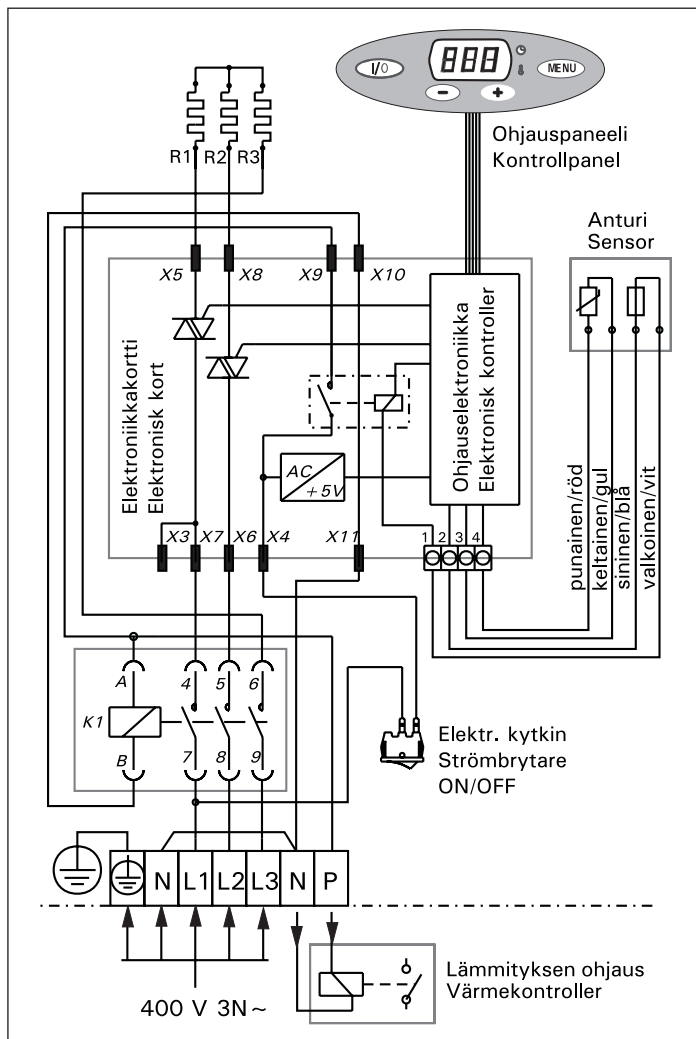 I/O
888
MENU
− +
Ohjauspaneeli
Kontrollpanel
R1 R2 R3
Anturi
Sensor
X5 X8 X9 X10
Elektroniikkakortti
Elektronisk kort
Ohjauselektroniikka
Elektronisk kontroller
AC
+5V
punainen/röd
keltainen/gul
sininen/blå
valkoinen/vit
X3 X7 X6 X4 X11
1 2 3 4
A 4 5 6
K1
B 7 8 9
Elektr. kytkin
Strömbrytare
ON/OFF
N L1 L2 L3 N P
400 V 3N~
Lämmityksen ohjaus
Värmekontroller